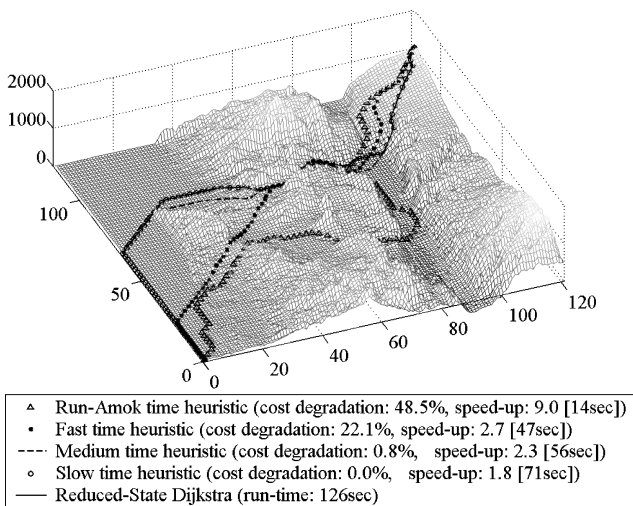 2000
1000
0
100
50
0
0
20
40
60
80
100
120
Run-Amok time heuristic (cost degradation: 48.5%, speed-up: 9.0 [14sec])
Fast time heuristic (cost degradation: 22.1%, speed-up: 2.7 [47sec])
Medium time heuristic (cost degradation: 0.8%, speed-up: 2.3 [56sec])
Slow time heuristic (cost degradation: 0.0%, speed-up: 1.8 [71sec])
Reduced-State Dijkstra (run-time: 126sec)